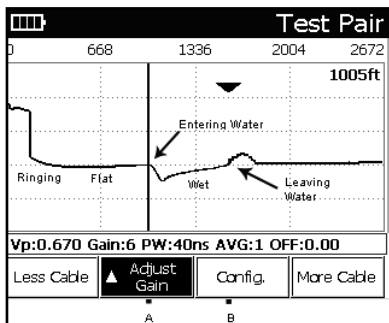 Test Pair
0 668 1336 2004 2672
1005ft
Entering Water
Ringing Flat Wet Leaving Water
Vp:0.670 Gain:6 PW:40ns AVG:1 OFF:0.00
Less Cable ▲ Adjust Gain Config. More Cable
A B